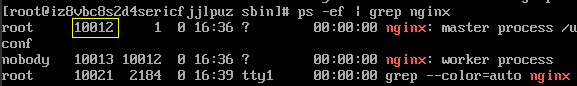 [root@iz8vbc8s2d4sericfjjlpuz sbin]# ps -ef | grep nginx
root     10012     1  0 16:36 ?        00:00:00 nginx: master process /u
conf
nobody   10013 10012  0 16:36 ?        00:00:00 nginx: worker process
root     10021  2184  0 16:39 tty1     00:00:00 grep --color=auto nginx